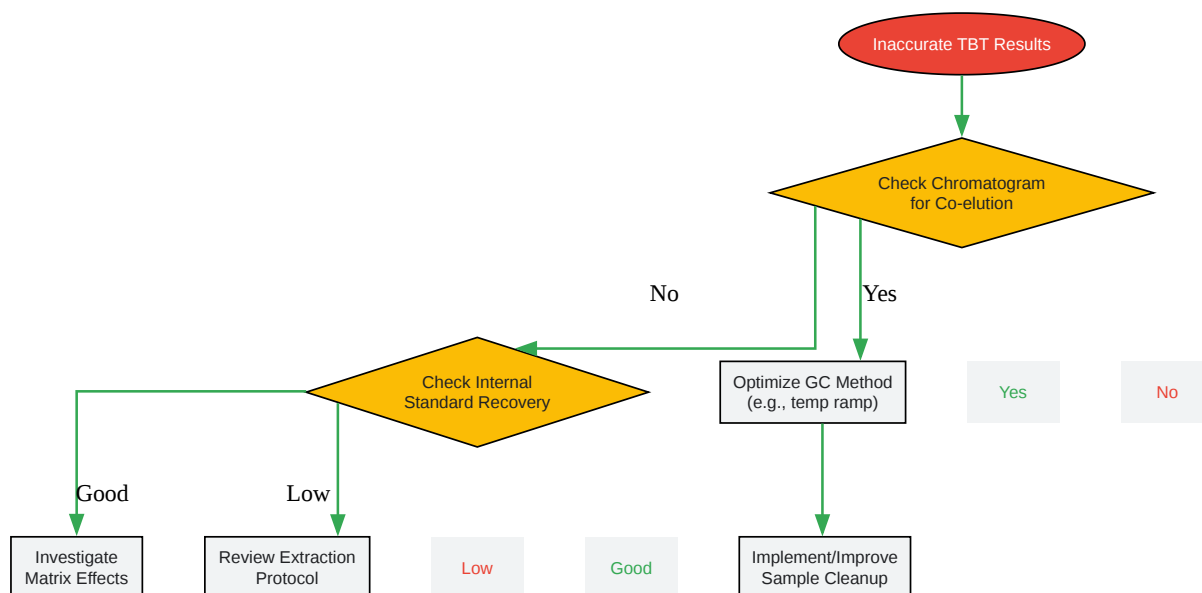 Inaccurate TBT Results
Check Chromatogram
for Co-elution
No
Yes
Check Internal
Standard Recovery
Optimize GC Method
(e.g., temp ramp)
Yes
No
Good
Low
Investigate
Matrix Effects
Review Extraction
Protocol
Low
Good
Implement/Improve
Sample Cleanup